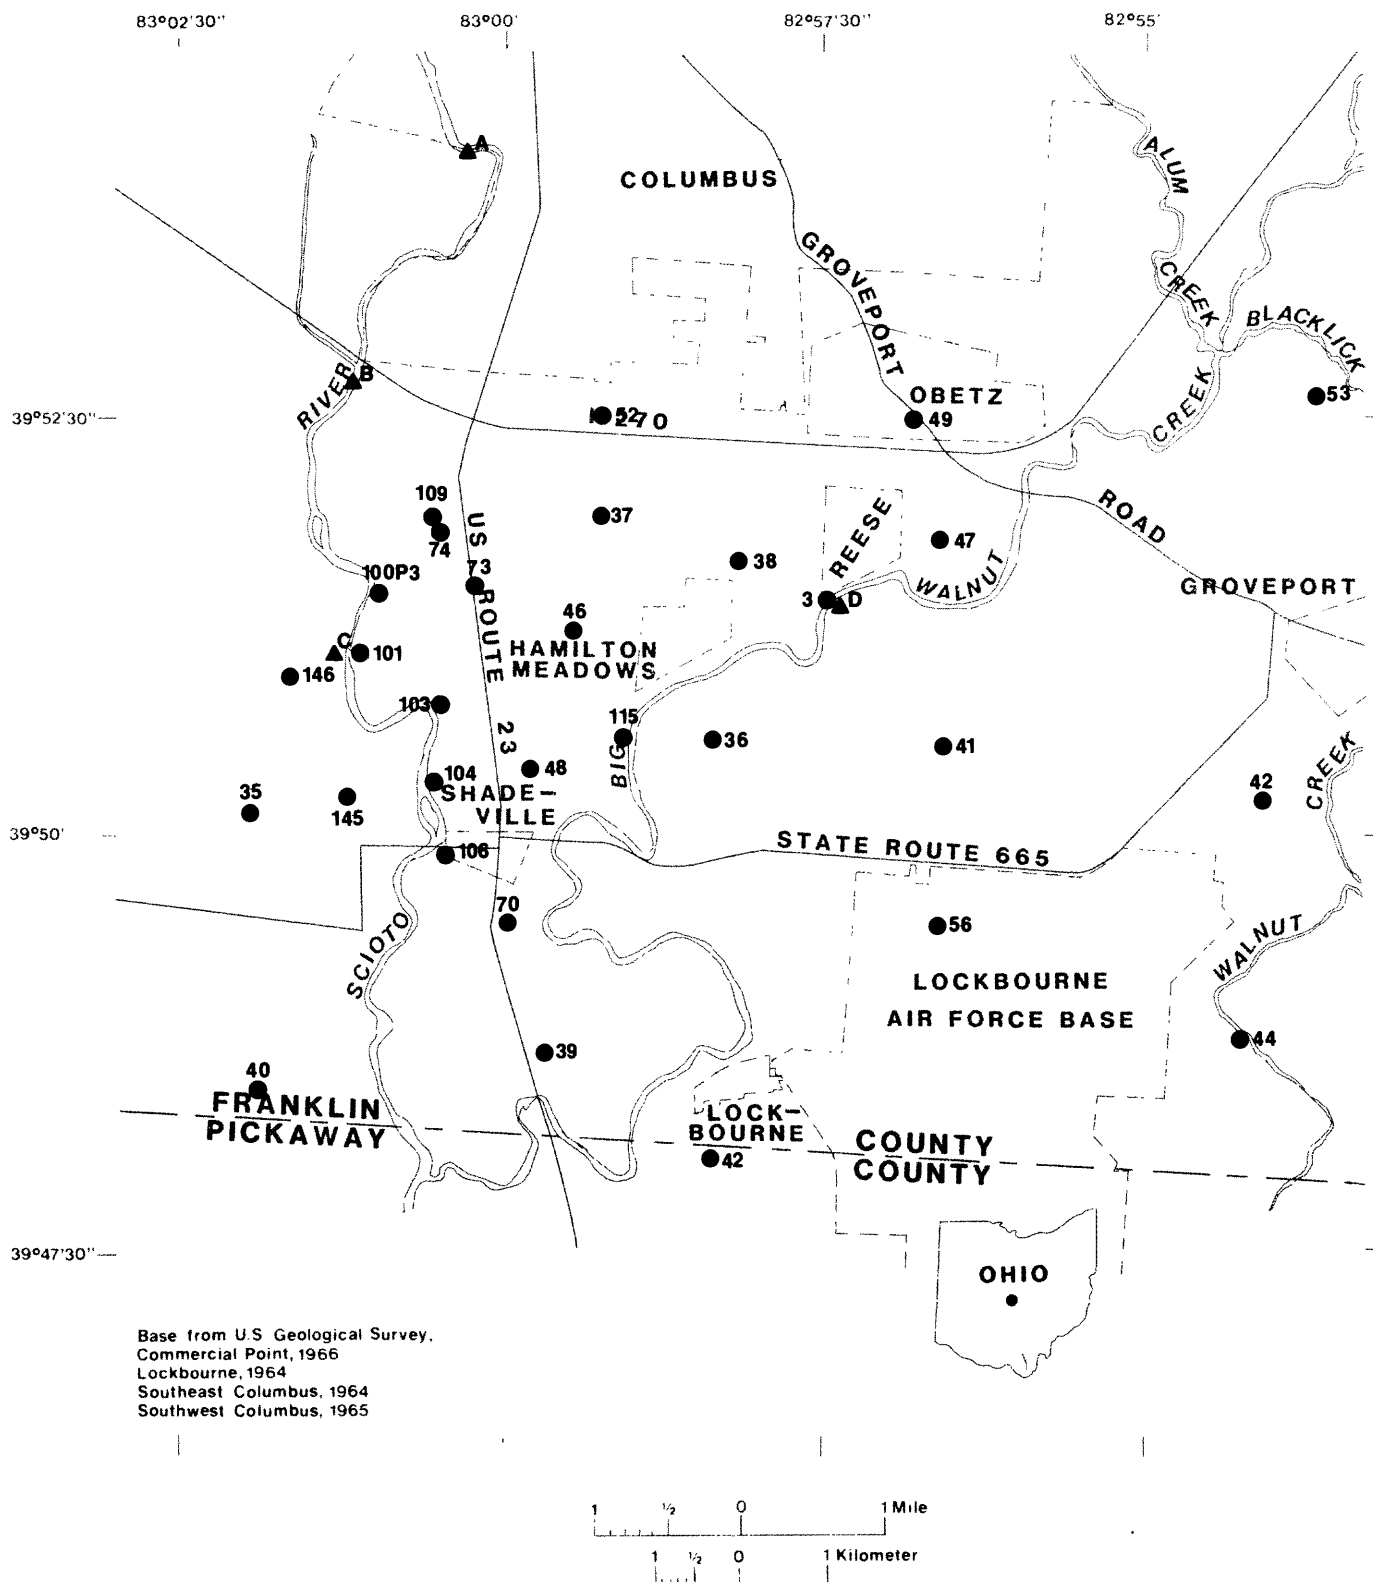 83°02'30"
83°00'
82°57'30"
82°55'
A
COLUMBUS
ALUM
CREEK
GROVEPORT
BLACKLICK
RIVER
B
OBETZ
CREEK
53
39°52'30"
52
I 270
49
109
74
37
US ROUTE 23
38
REESE
47
ROAD
100P3
73
WALNUT
GROVEPORT
3
D
46
C
101
146
HAMILTON
MEADOWS
103
115
36
41
BIG
48
104
SHADE-
VILLE
35
145
42
CREEK
39°50'
106
STATE ROUTE 665
70
56
SCIOTO
WALNUT
LOCKBOURNE
AIR FORCE BASE
39
44
40
FRANKLIN
PICKAWAY
LOCK-
BOURNE
42
COUNTY
COUNTY
39°47'30"
OHIO
Base from U.S Geological Survey,
Commercial Point, 1966
Lockbourne, 1964
Southeast Columbus, 1964
Southwest Columbus, 1965
1 ½ 0 1 Mile
1 ½ 0 1 Kilometer